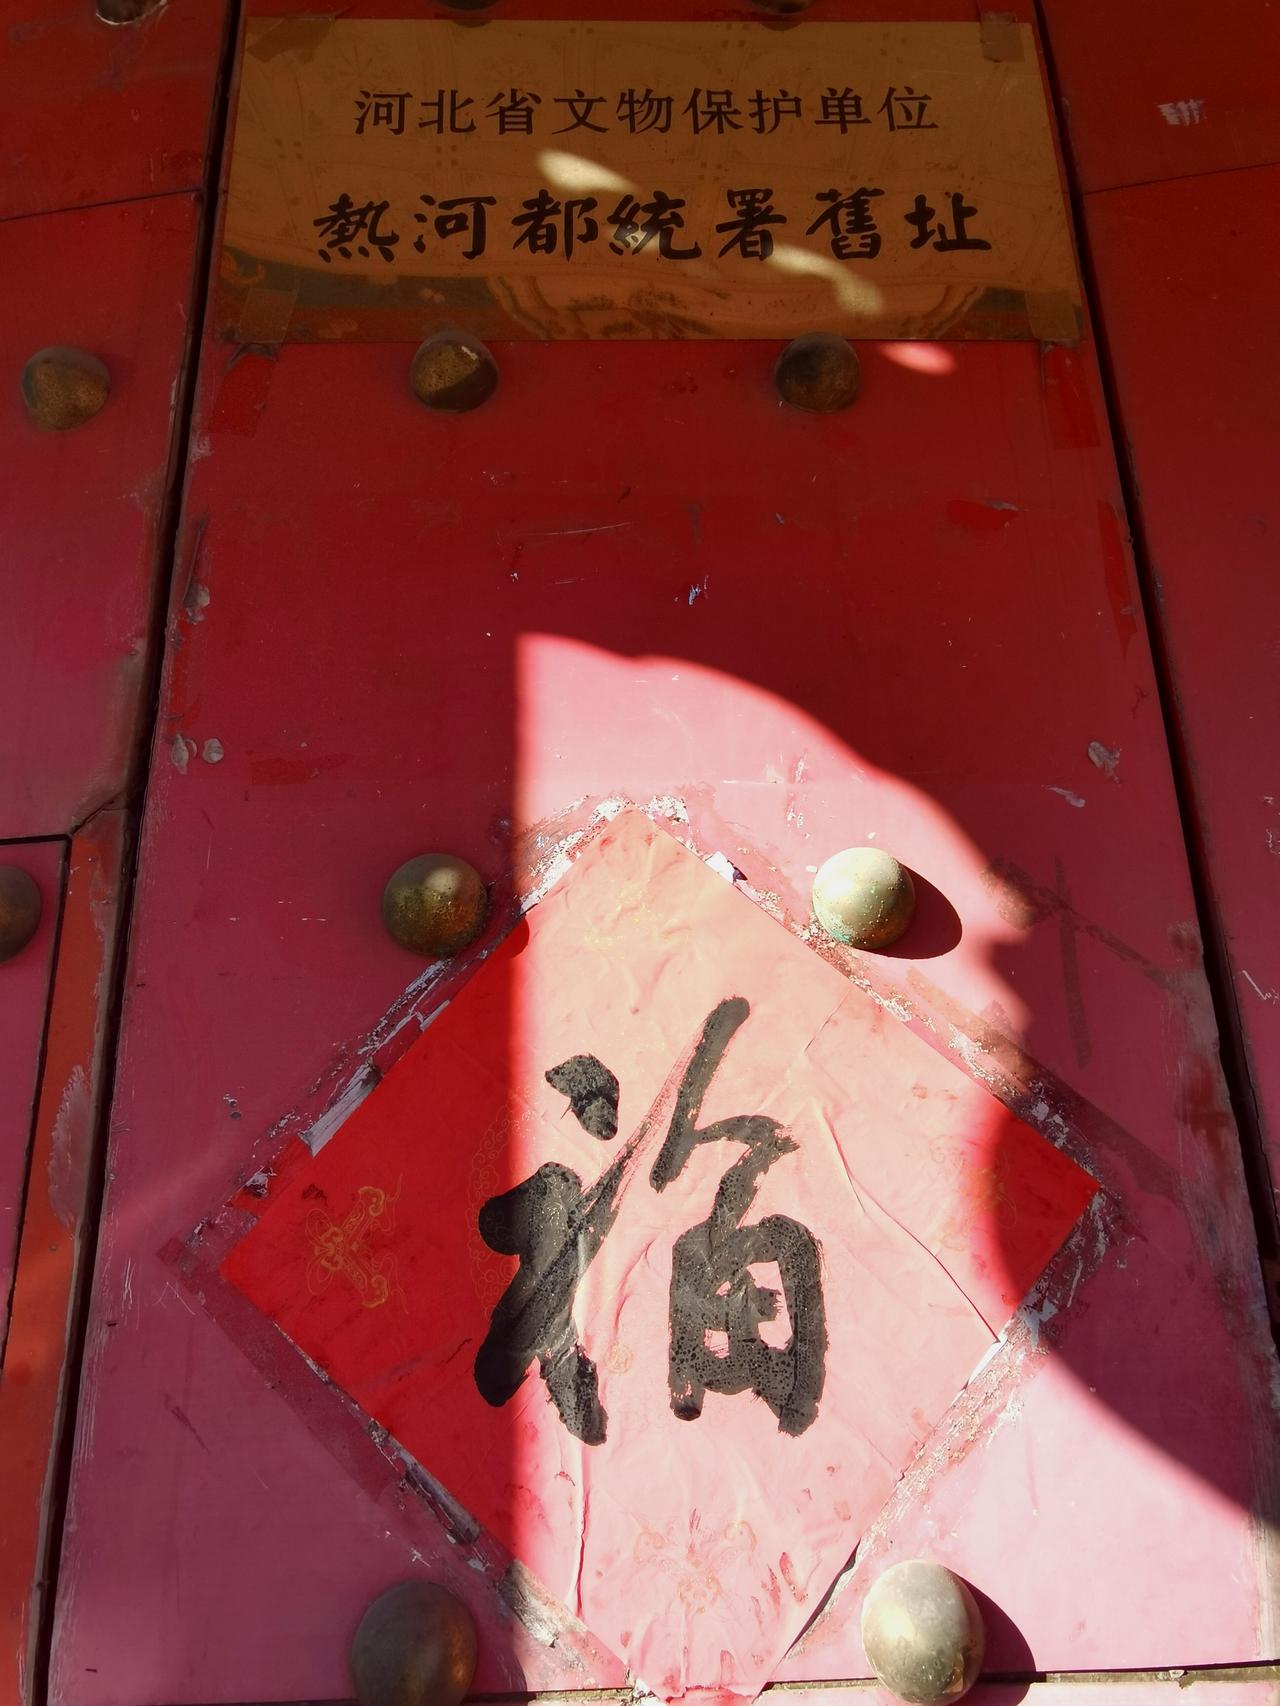 河北省文物保护单位
熱河都統署舊址
福